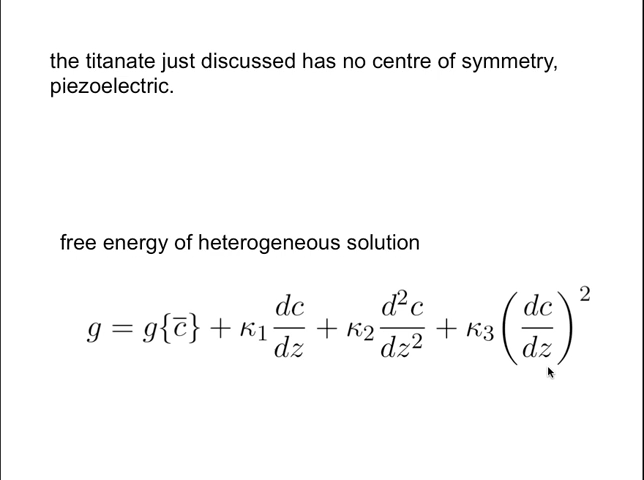 the titanate just discussed has no centre of symmetry,
piezoelectric.
free energy of heterogeneous solution
g = g{c̄} + κ₁ dc/dz + κ₂ d²c/dz² + κ₃ (dc/dz)²